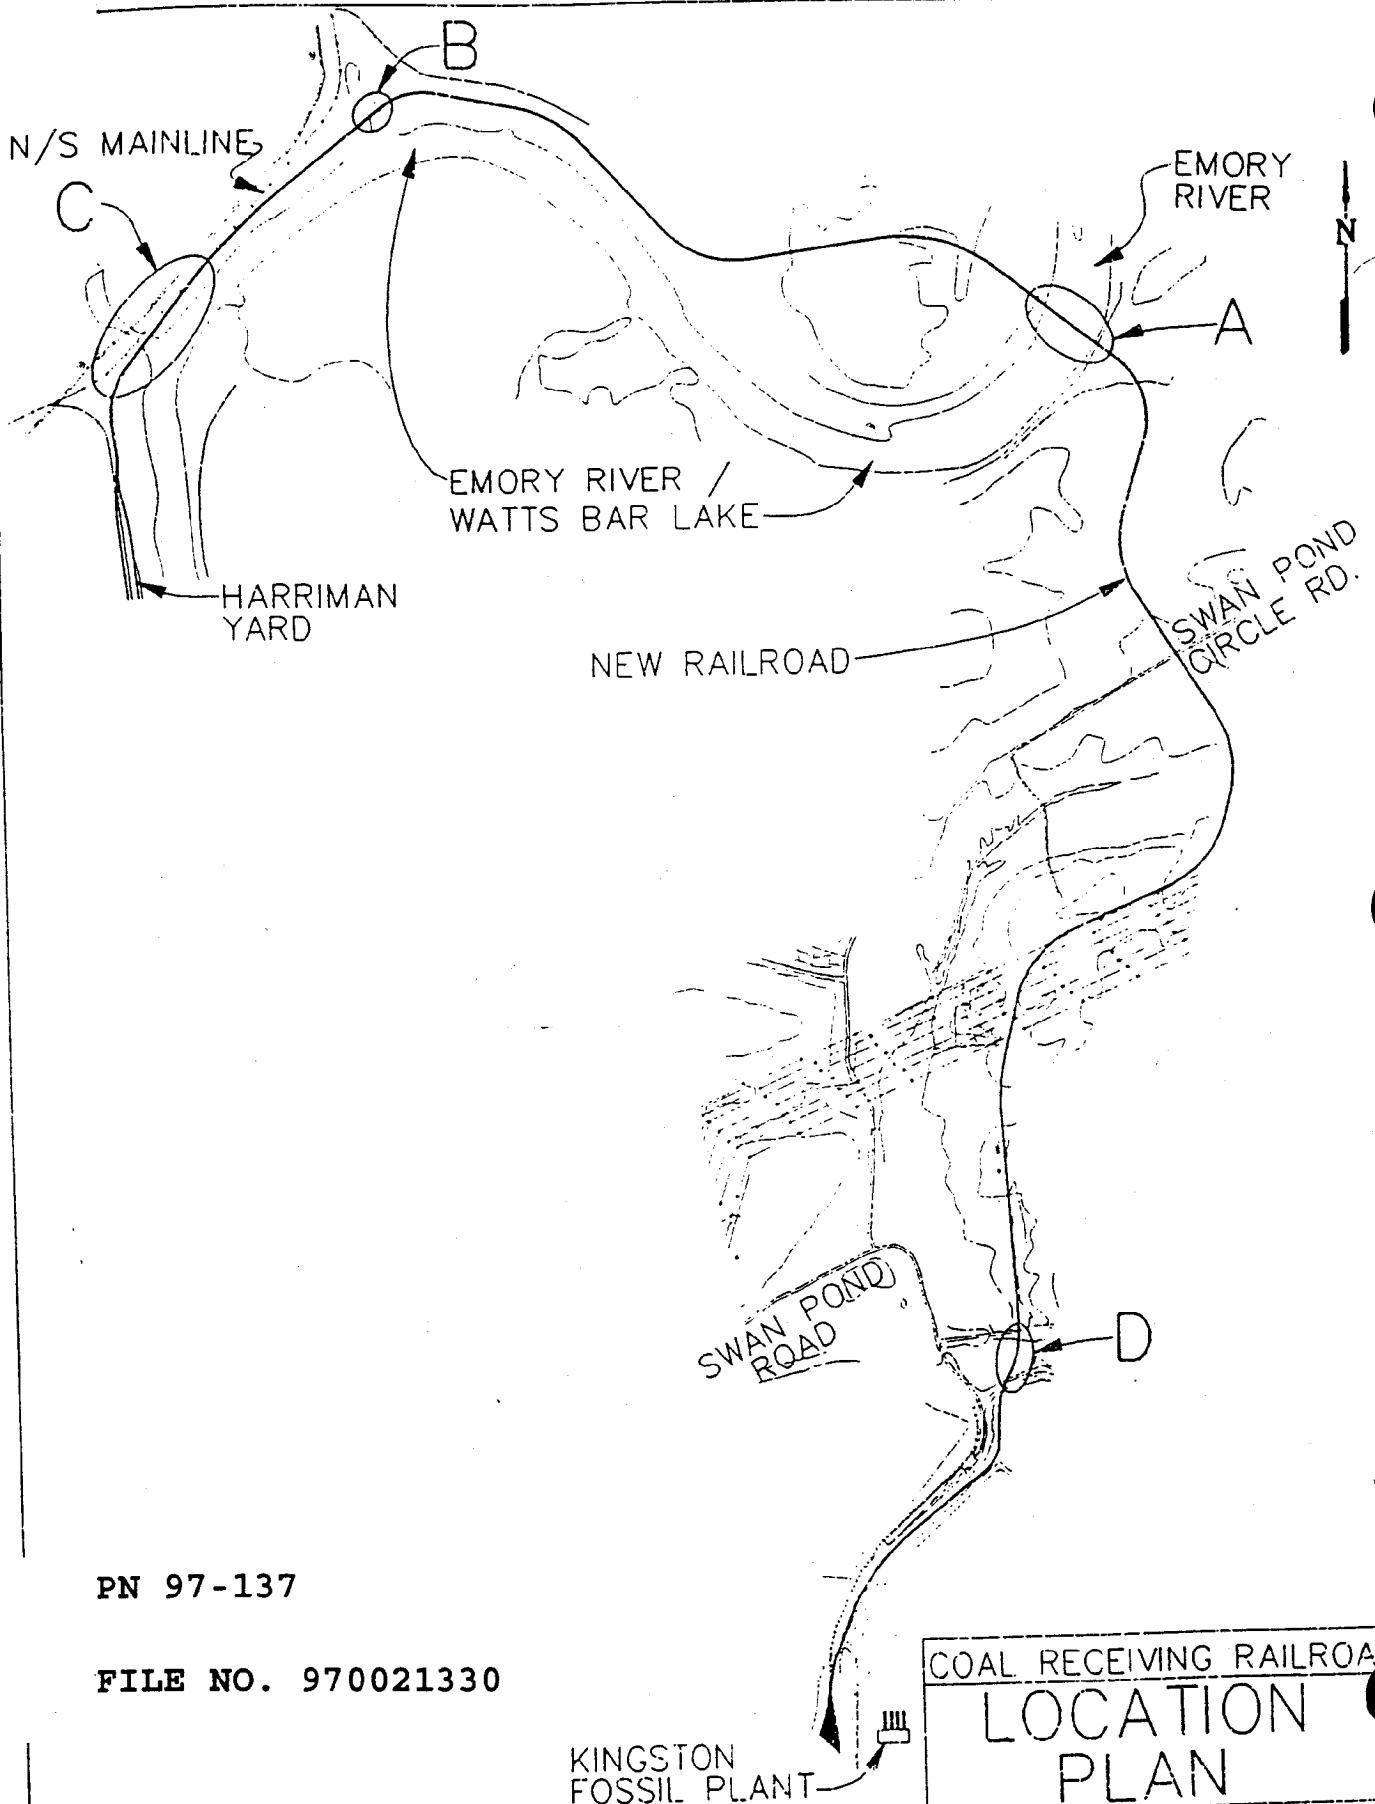 B
N/S MAINLINE
C
EMORY
RIVER
N
A
EMORY RIVER /
WATTS BAR LAKE
HARRIMAN
YARD
SWAN POND
CIRCLE RD.
NEW RAILROAD
SWAN POND
ROAD
D
PN 97-137
FILE NO. 970021330
COAL RECEIVING RAILROA
LOCATION
PLAN
KINGSTON
FOSSIL PLANT